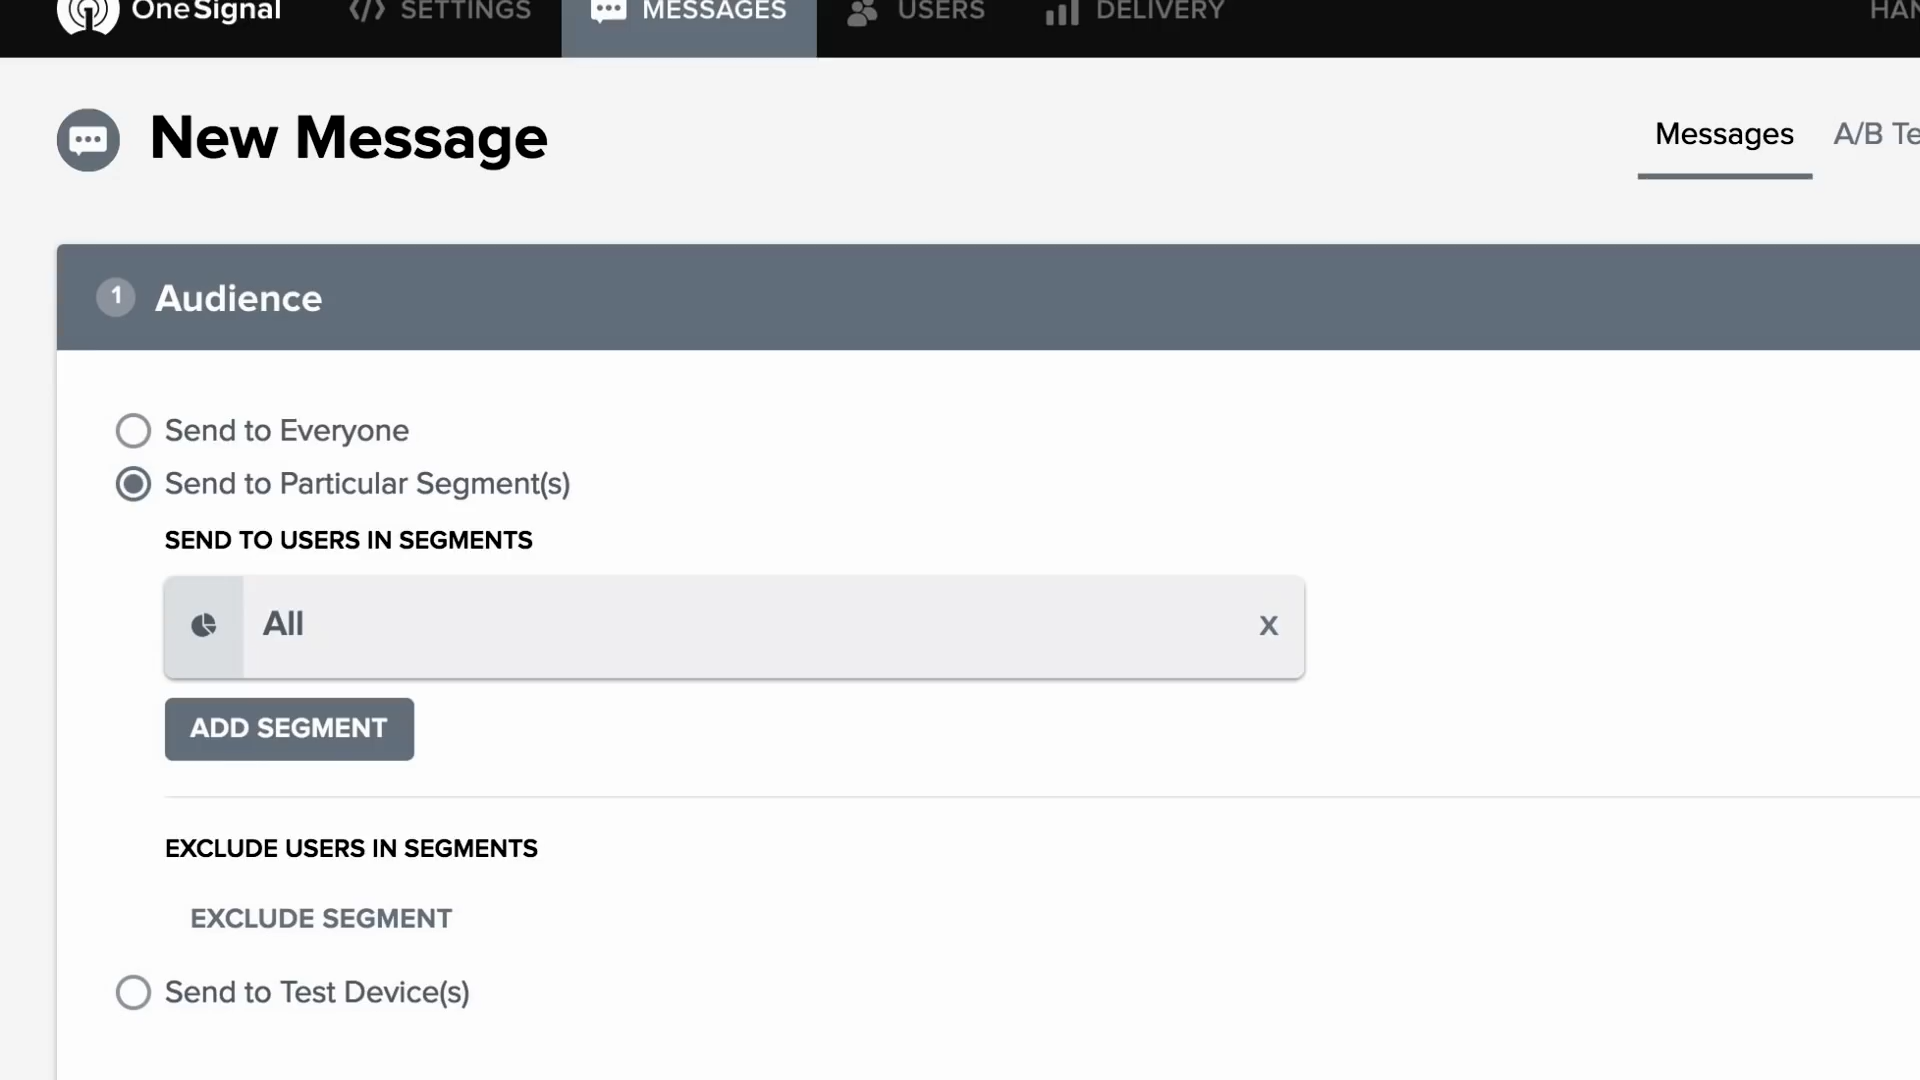 OneSignal
SETTINGS
MESSAGES
USERS
DELIVERY
New Message
Messages
1
Audience
Send to Everyone
Send to Particular Segment(s)
SEND TO USERS IN SEGMENTS
All
X
ADD SEGMENT
EXCLUDE USERS IN SEGMENTS
EXCLUDE SEGMENT
Send to Test Device(s)